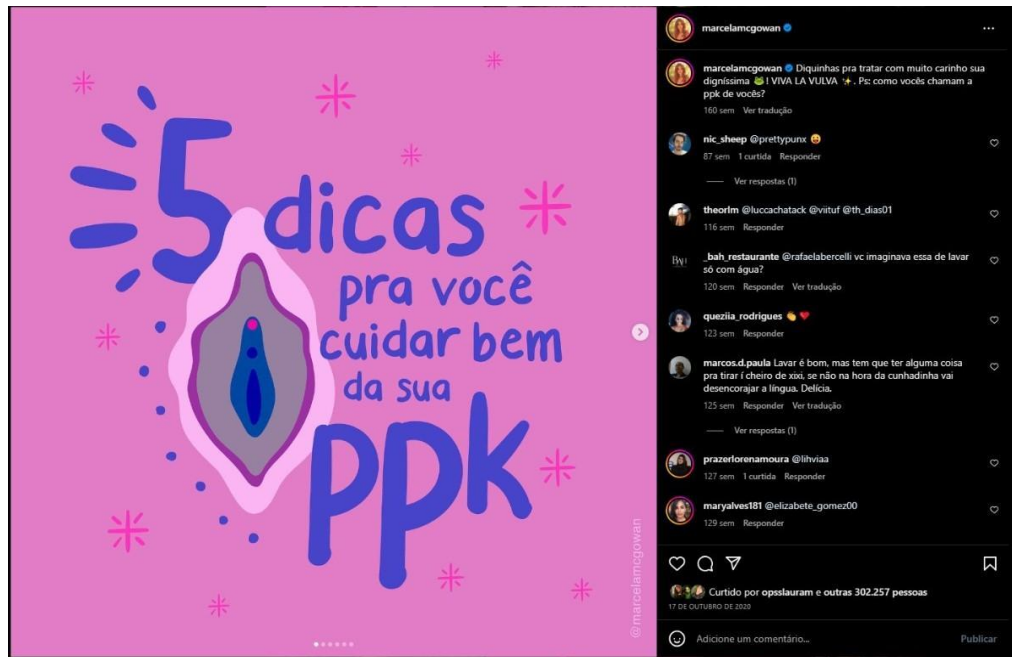 5 dicas
pra você
cuidar bem
da sua
ppk
@marcelamcgowan
marcelamcgowan
marcelamcgowan Diquinhas pra tratar com muito carinho sua
digníssima 🐸! VIVA LA VULVA ✨. Ps: como vocês chamam a
ppk de vocês?
160 sem Ver tradução
nic_sheep @prettypunx 😝
87 sem 1 curtida Responder
Ver respostas (1)
theorlm @luccachatack @viituf @th_dias01
116 sem Responder
_bah_restaurante @rafaelabercelli vc imaginava essa de lavar
só com água?
120 sem Responder Ver tradução
queziia_rodrigues 👏 ❤️
123 sem Responder
marcos.d.paula Lavar é bom, mas tem que ter alguma coisa
pra tirar í cheiro de xixi, se não na hora da cunhadinha vai
desencorajar a língua. Delícia.
125 sem Responder Ver tradução
Ver respostas (1)
prazerlorenamoura @lihviaa
127 sem 1 curtida Responder
maryalves181 @elizabete_gomez00
129 sem Responder
Curtido por opsslauram e outras 302.257 pessoas
17 DE OUTUBRO DE 2020
Adicione um comentário... Publicar